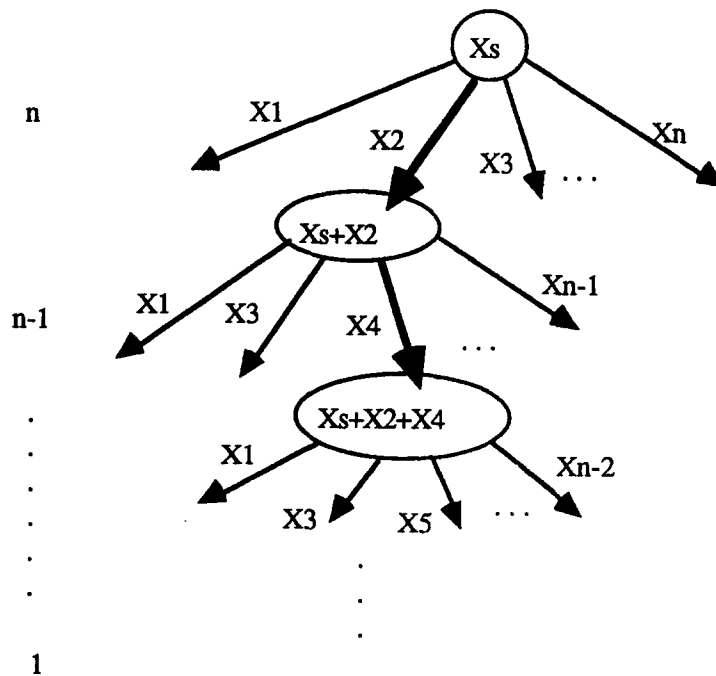 Xs
n
X1
X2
X3
...
Xn
Xs+X2
n-1
X1
X3
X4
...
Xn-1
Xs+X2+X4
X1
X3
X5
...
Xn-2
1